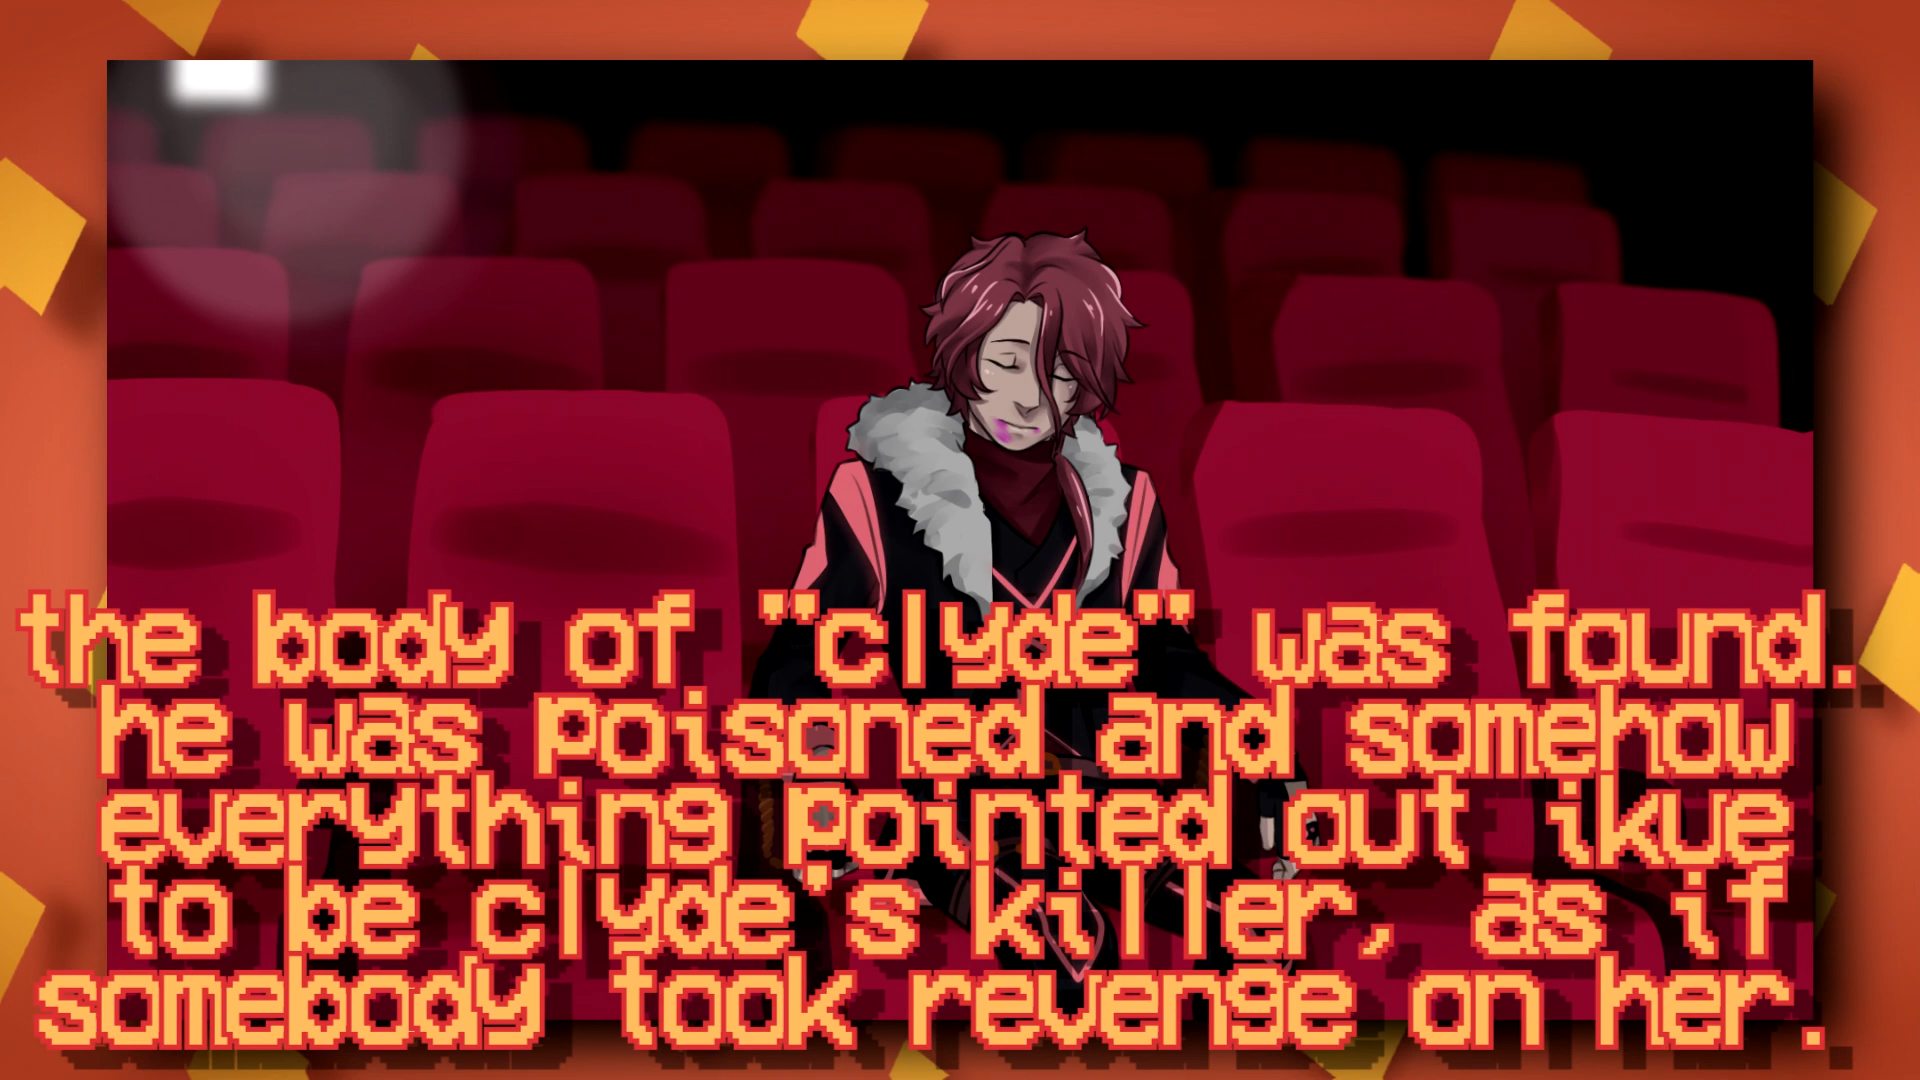 the body of "clyde" was found.
he was poisoned and somehow
everything pointed out ikue
to be clyde's killer, as if
somebody took revenge on her.